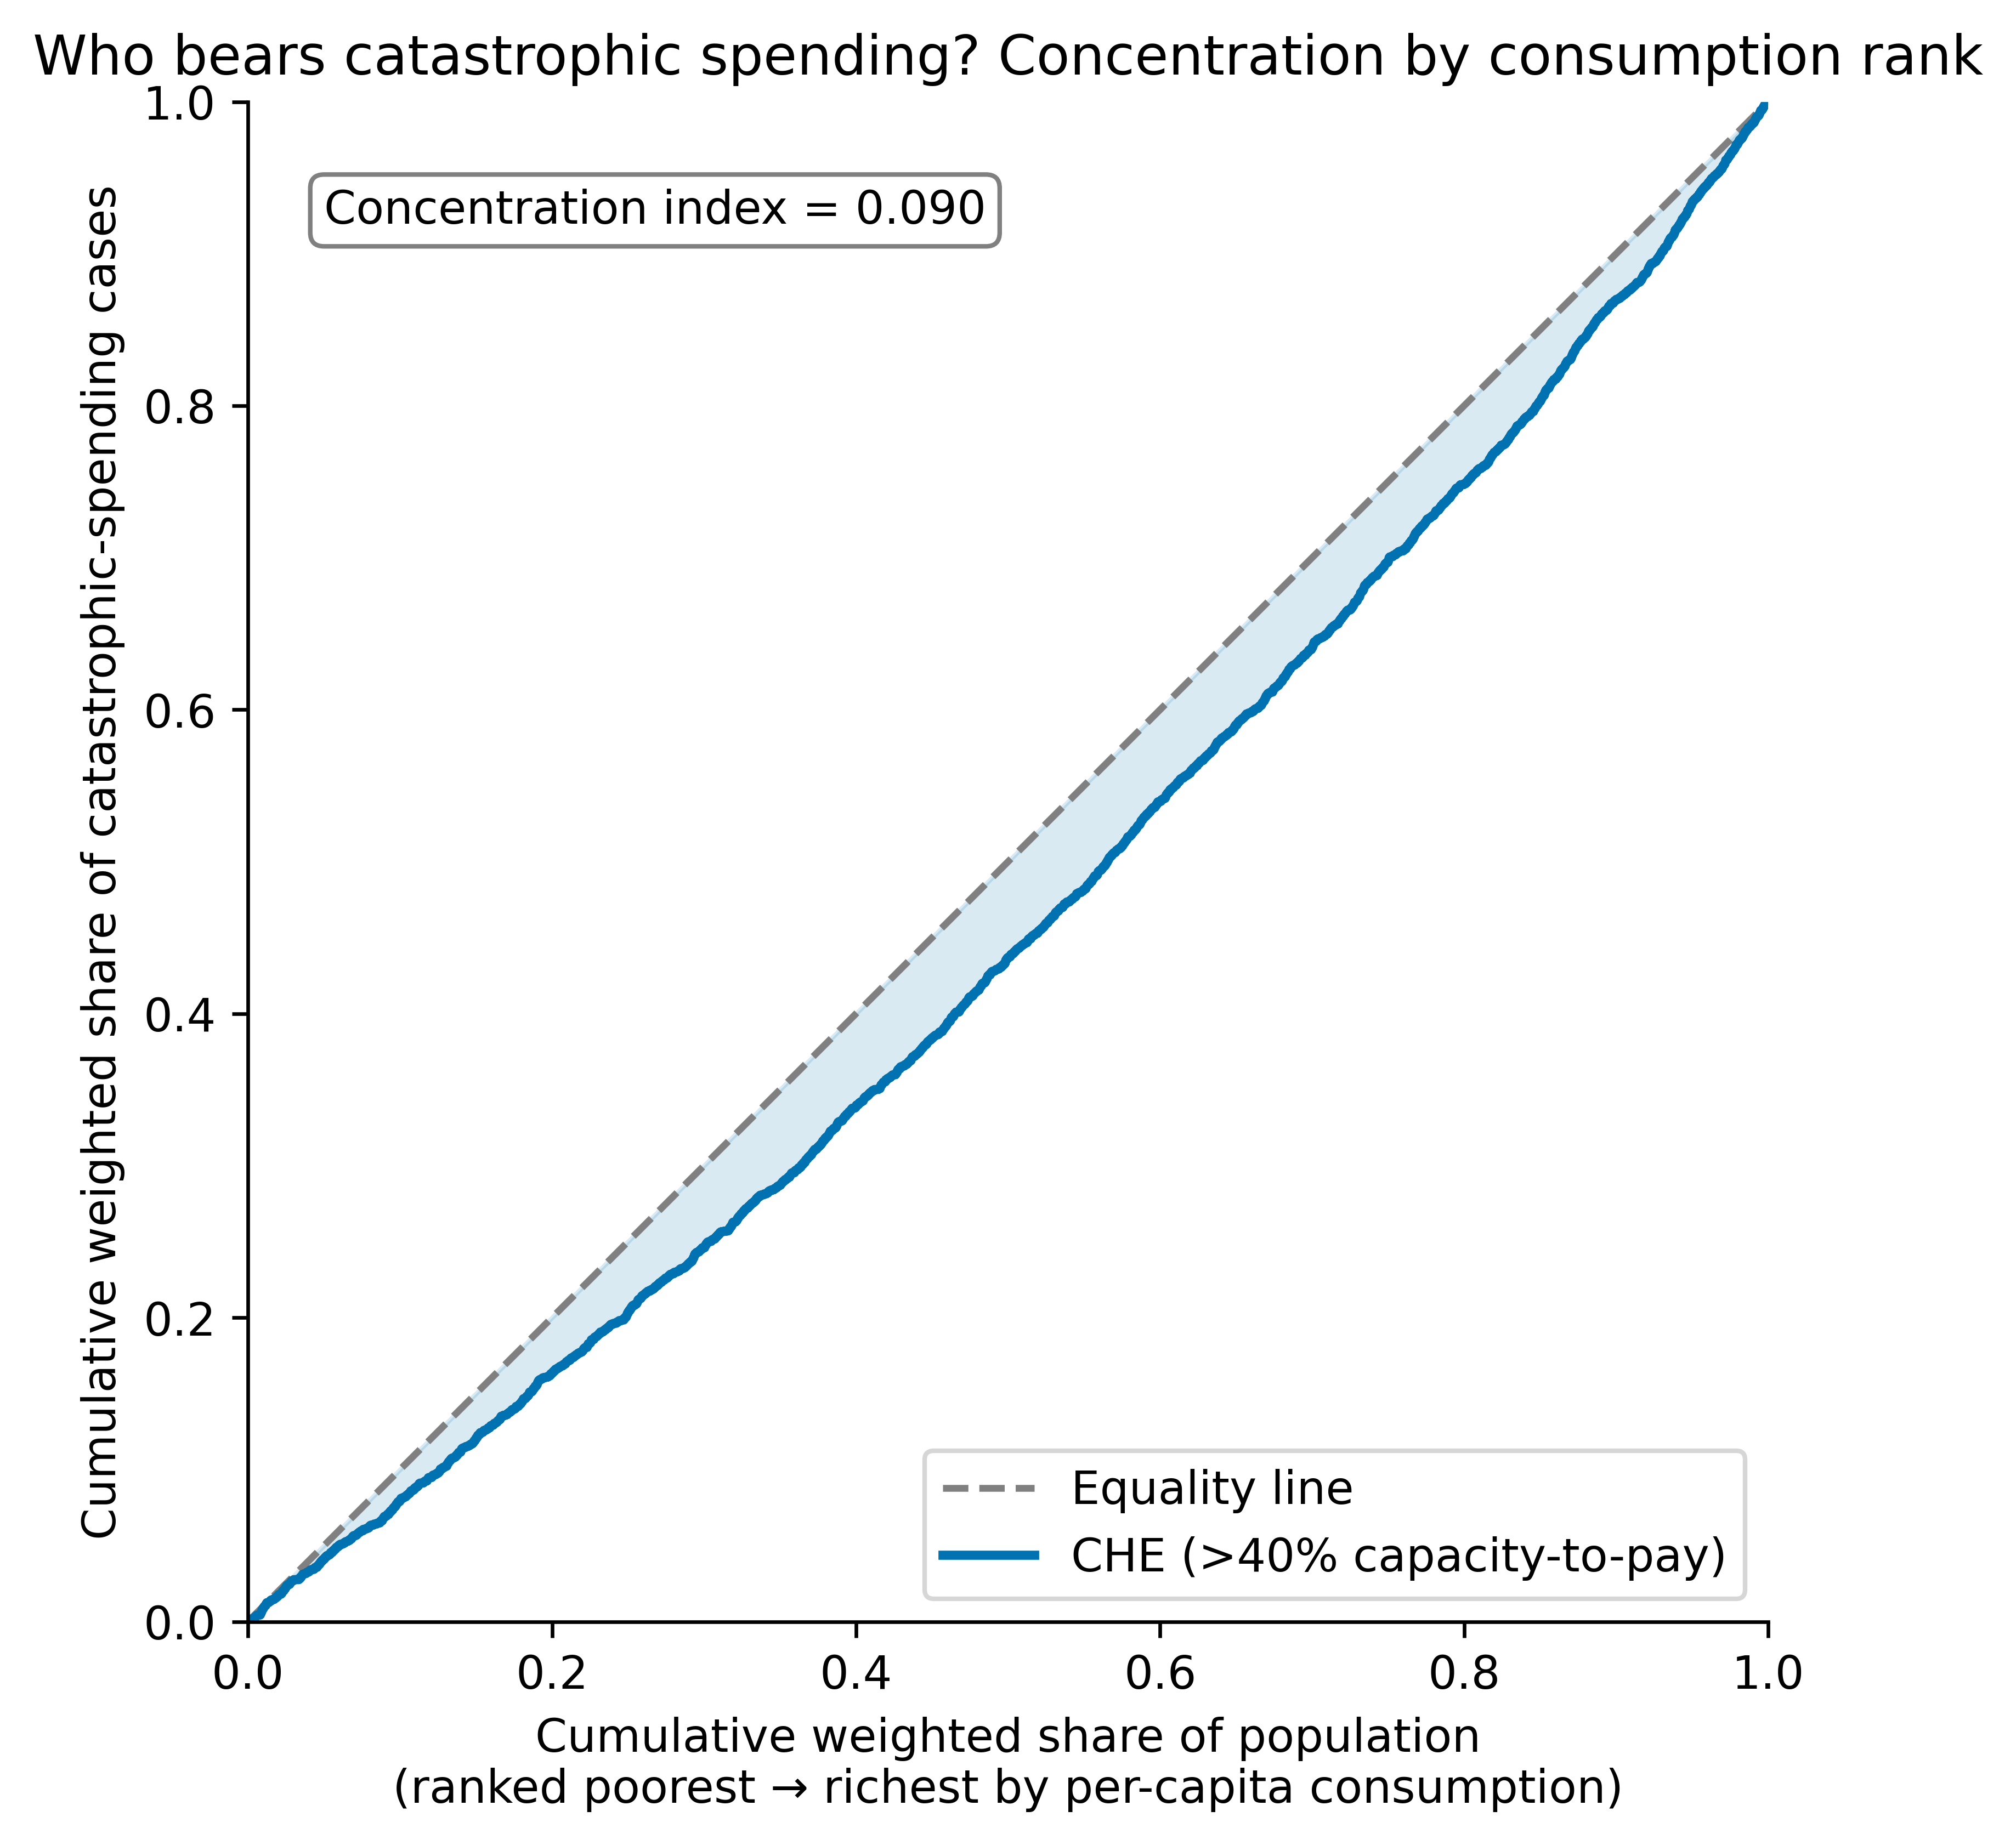 Who bears catastrophic spending? Concentration by consumption rank
Concentration index = 0.090
Cumulative weighted share of catastrophic-spending cases
1.0
0.8
0.6
0.4
0.2
0.0
Equality line
CHE (>40% capacity-to-pay)
0.0 0.2 0.4 0.6 0.8 1.0
Cumulative weighted share of population
(ranked poorest → richest by per-capita consumption)